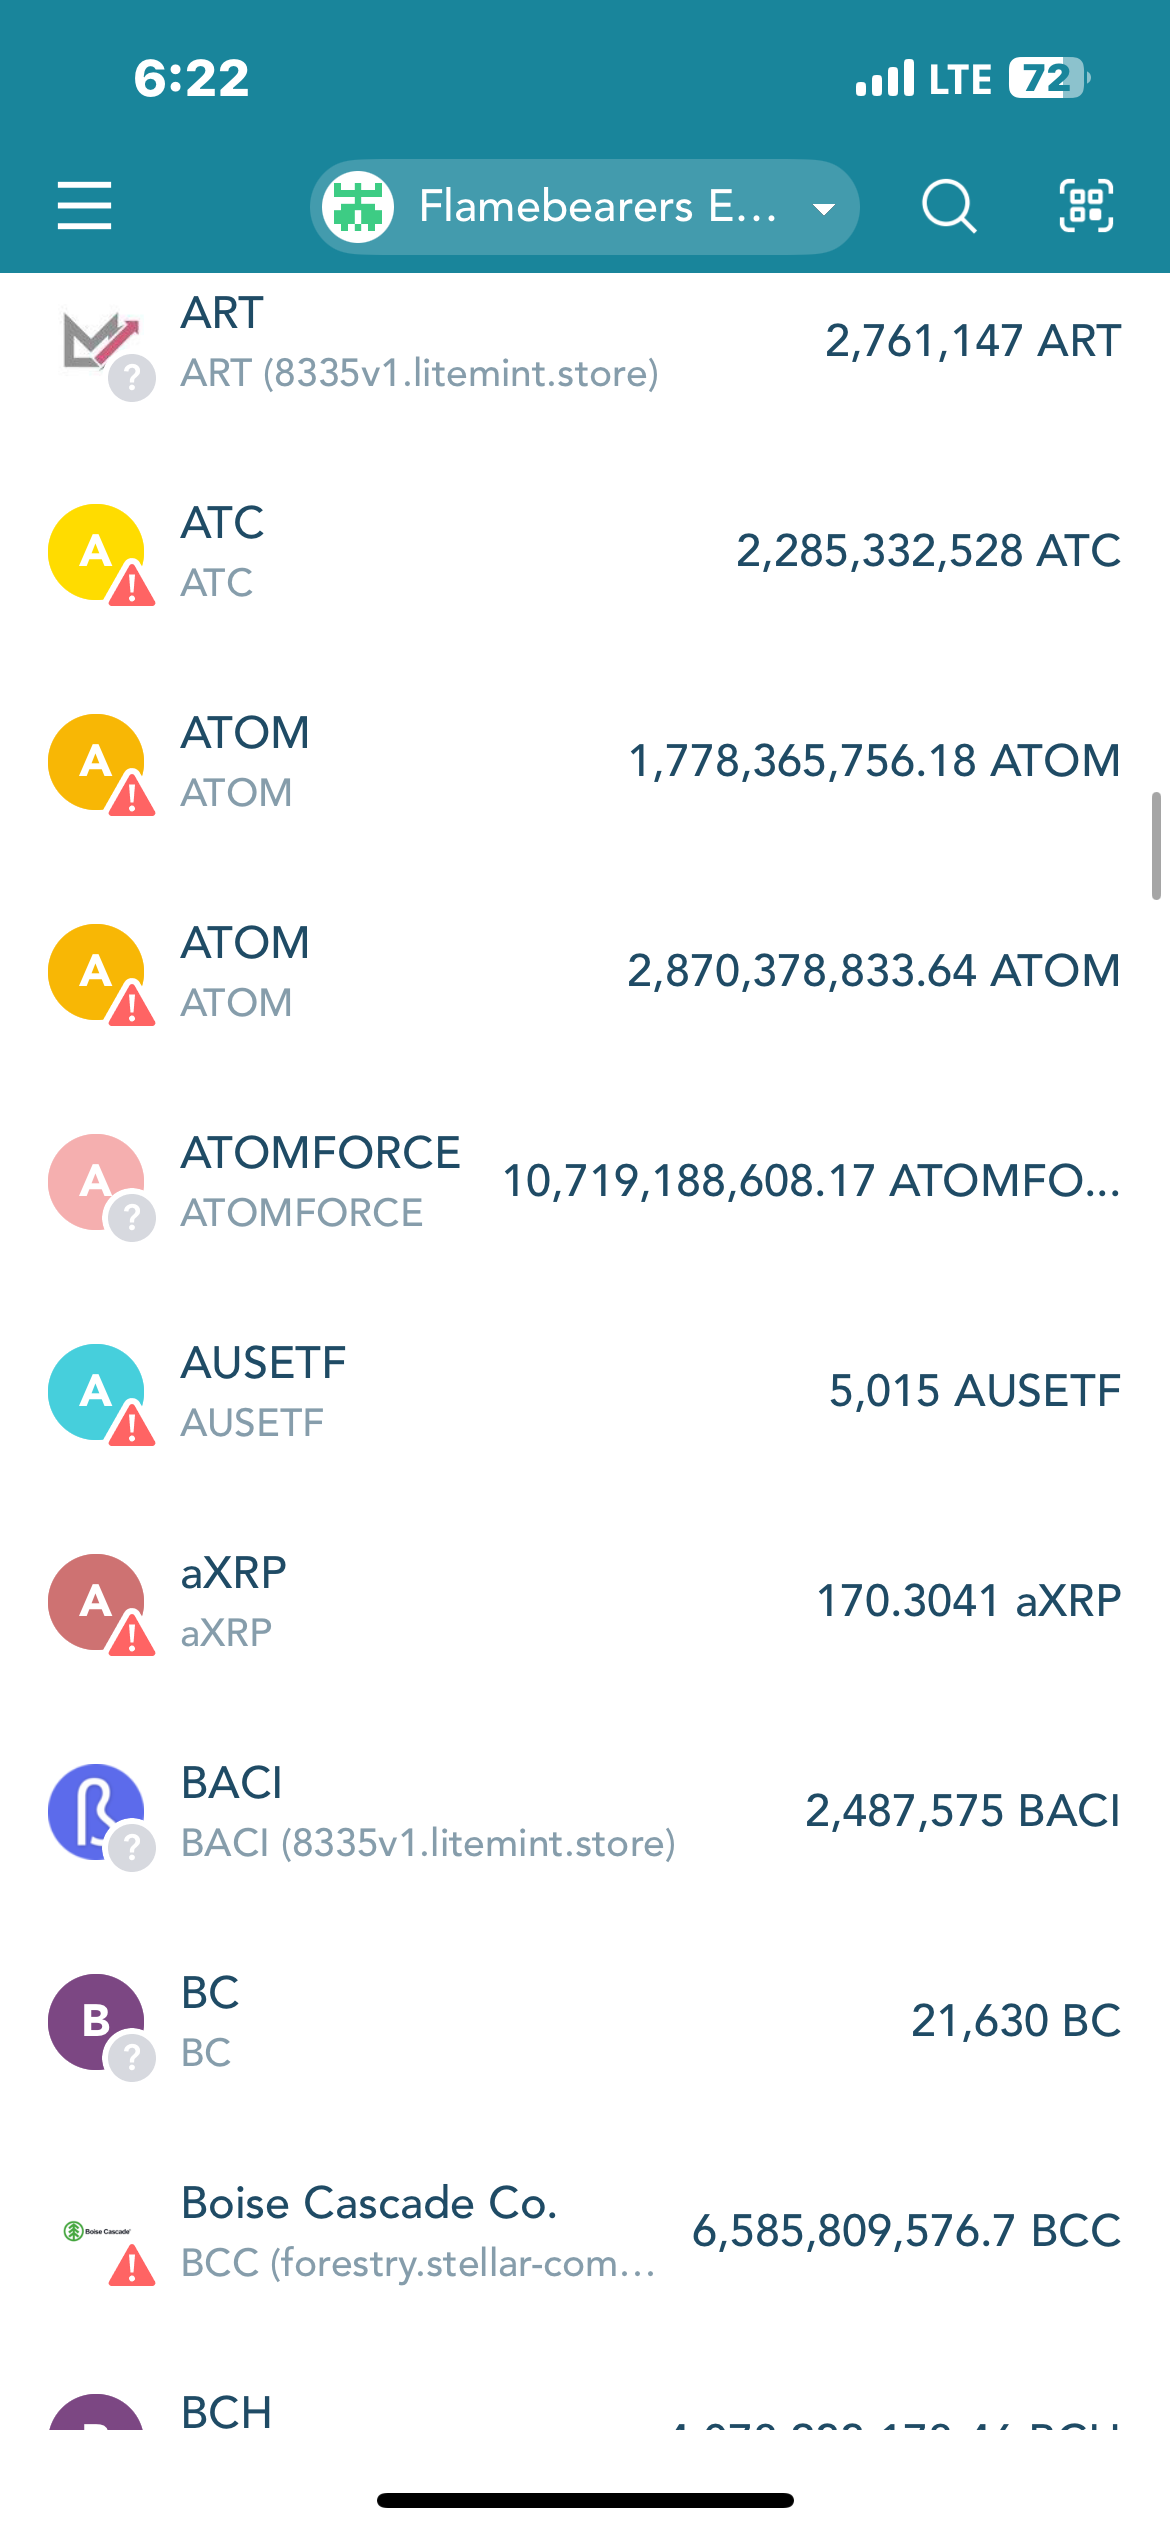 6:22
LTE 72
Flamebearers E...
ART
2,761,147 ART
ART (8335v1.litemint.store)
A
ATC
2,285,332,528 ATC
ATC
A
ATOM
1,778,365,756.18 ATOM
ATOM
A
ATOM
2,870,378,833.64 ATOM
ATOM
A
ATOMFORCE
10,719,188,608.17 ATOMFO...
ATOMFORCE
A
AUSETF
5,015 AUSETF
AUSETF
A
aXRP
170.3041 aXRP
aXRP
BACI
2,487,575 BACI
BACI (8335v1.litemint.store)
B
BC
21,630 BC
BC
Boise Cascade Co.
Boise Cascade
6,585,809,576.7 BCC
BCC (forestry.stellar-com...
BCH